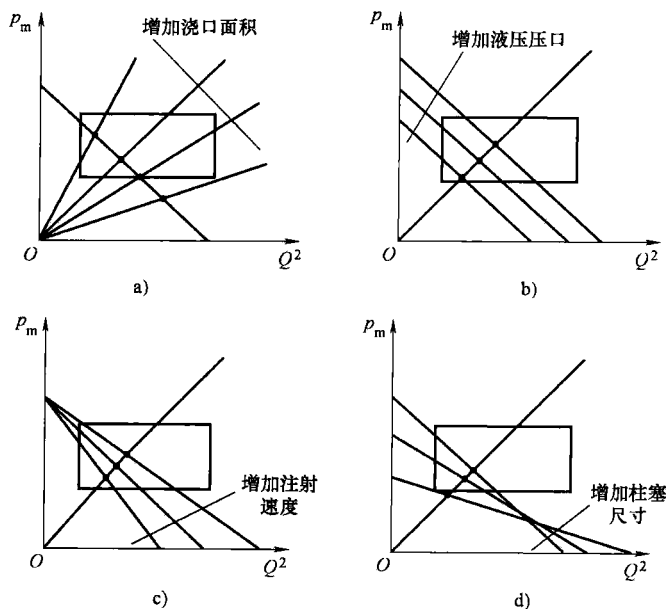 p_m
增加浇口面积
O
Q²
a)
p_m
增加液压压口
O
Q²
b)
p_m
增加注射
速度
O
Q²
c)
p_m
增加柱塞
尺寸
O
Q²
d)